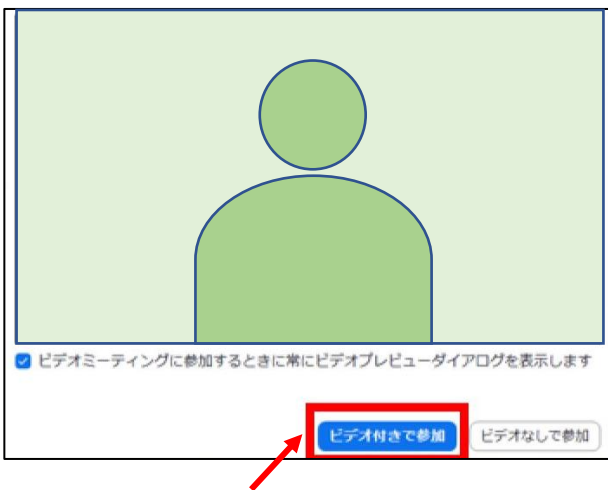 ビデオミーティングに参加するときに常にビデオプレビューダイアログを表示します
ビデオ付きで参加
ビデオなしで参加